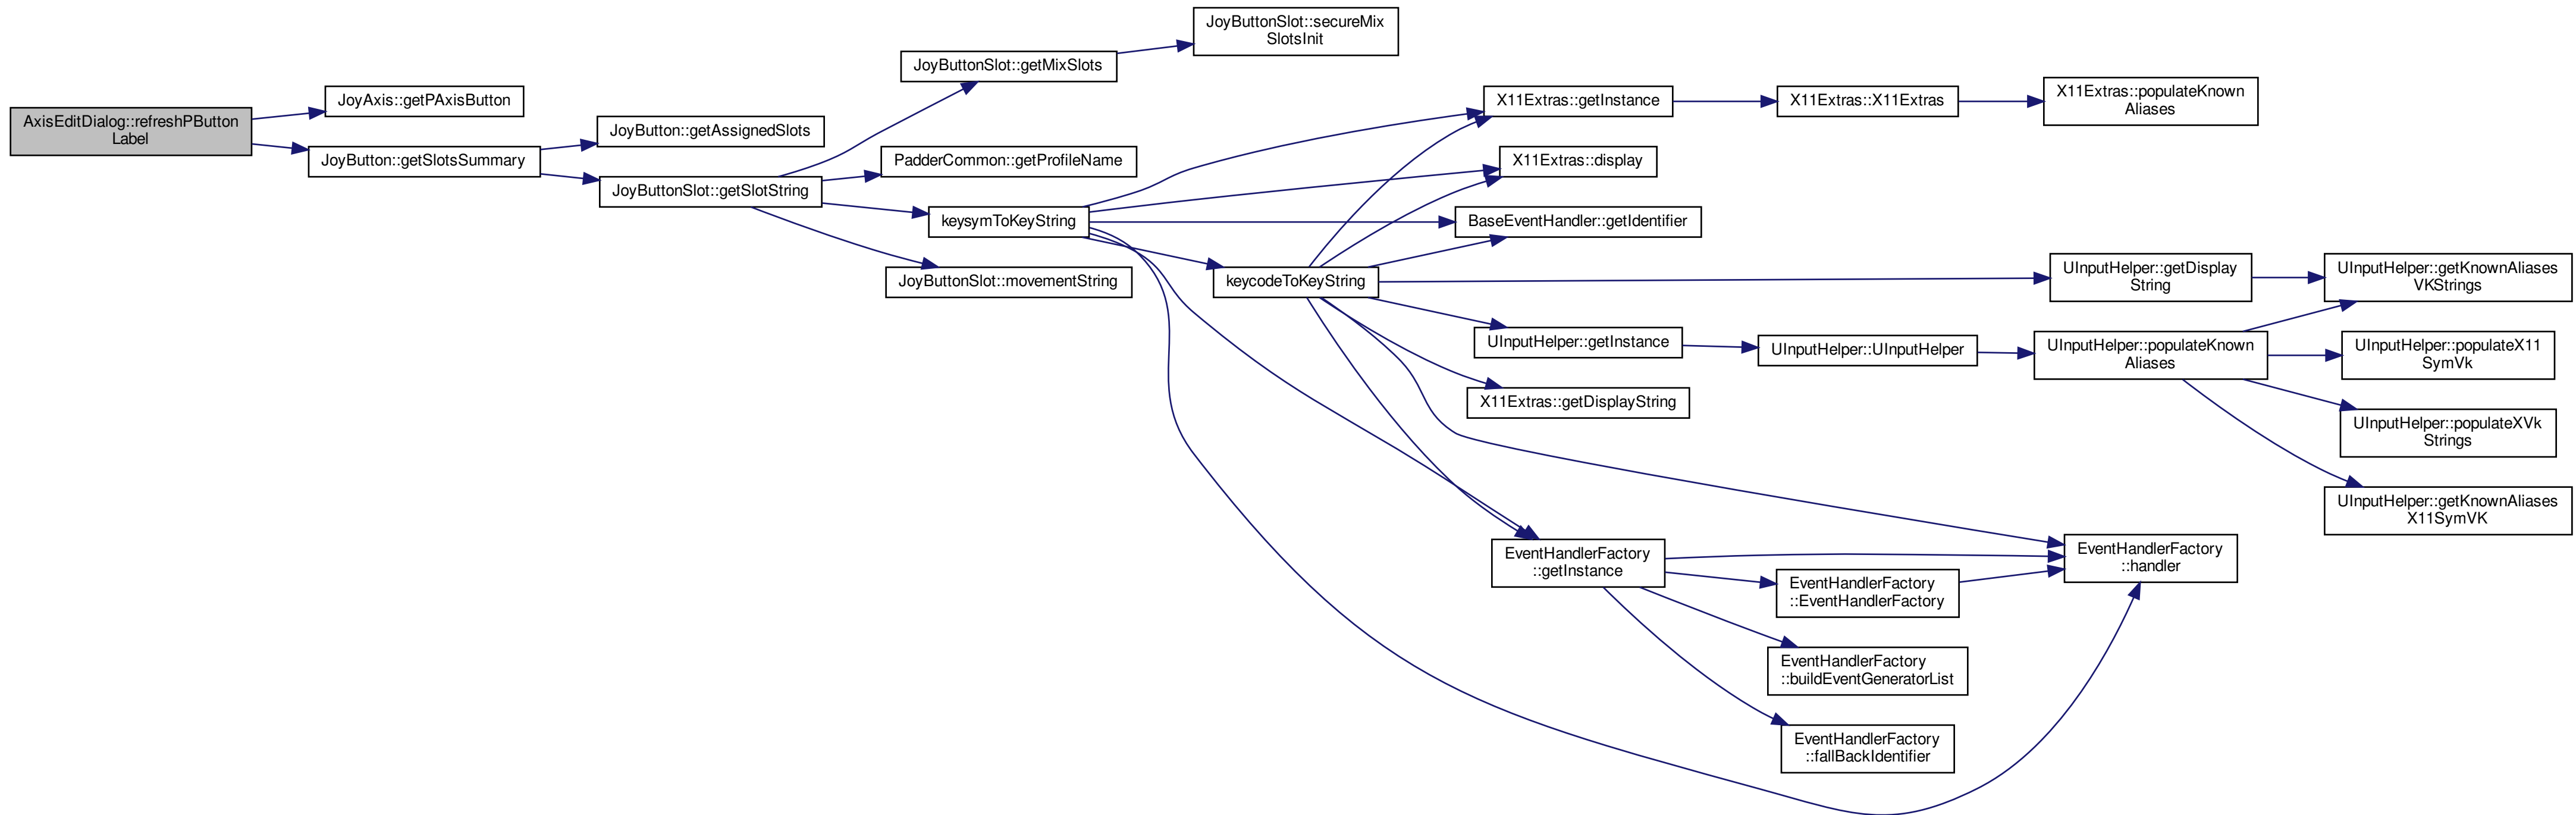 AxisEditDialog::refreshPButton
Label
JoyAxis::getPAxisButton
JoyButton::getSlotsSummary
JoyButton::getAssignedSlots
JoyButtonSlot::getSlotString
JoyButtonSlot::getMixSlots
JoyButtonSlot::secureMix
SlotsInit
PadderCommon::getProfileName
keysymToKeyString
JoyButtonSlot::movementString
keycodeToKeyString
X11Extras::getInstance
X11Extras::X11Extras
X11Extras::populateKnown
Aliases
X11Extras::display
BaseEventHandler::getIdentifier
UInputHelper::getDisplay
String
UInputHelper::getKnownAliases
VKStrings
UInputHelper::getInstance
UInputHelper::UInputHelper
UInputHelper::populateKnown
Aliases
UInputHelper::populateX11
SymVk
X11Extras::getDisplayString
UInputHelper::populateXVk
Strings
UInputHelper::getKnownAliases
X11SymVK
EventHandlerFactory
::getInstance
EventHandlerFactory
::handler
EventHandlerFactory
::EventHandlerFactory
EventHandlerFactory
::buildEventGeneratorList
EventHandlerFactory
::fallBackIdentifier